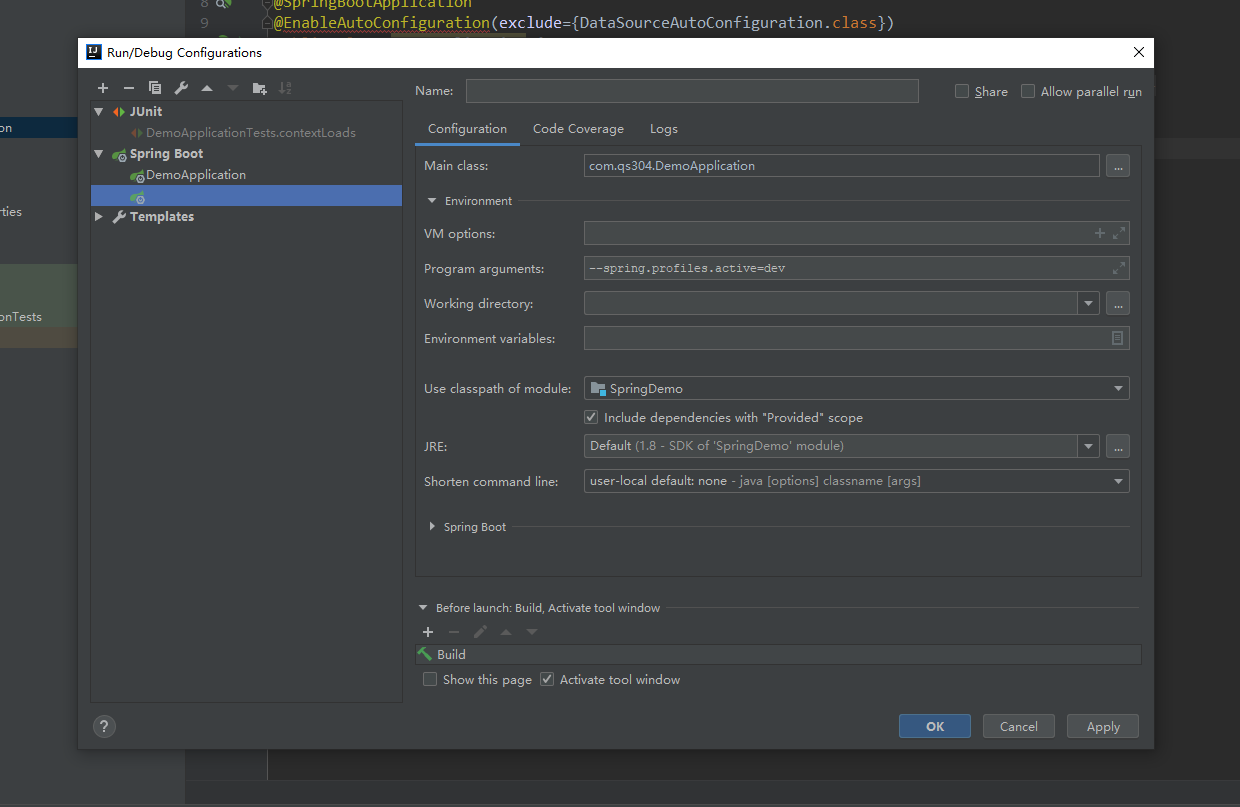 8 @SpringBootApplication
9 @EnableAutoConfiguration(exclude={DataSourceAutoConfiguration.class})
Run/Debug Configurations
Name:
Share
Allow parallel run
JUnit
DemoApplicationTests.contextLoads
Spring Boot
DemoApplication
Templates
Configuration Code Coverage Logs
Main class: com.qs304.DemoApplication
Environment
VM options:
Program arguments: --spring.profiles.active=dev
Working directory:
Environment variables:
Use classpath of module: SpringDemo
Include dependencies with "Provided" scope
JRE: Default (1.8 - SDK of 'SpringDemo' module)
Shorten command line: user-local default: none - java [options] classname [args]
Spring Boot
Before launch: Build, Activate tool window
Build
Show this page Activate tool window
? OK Cancel Apply
on
rties
onTests